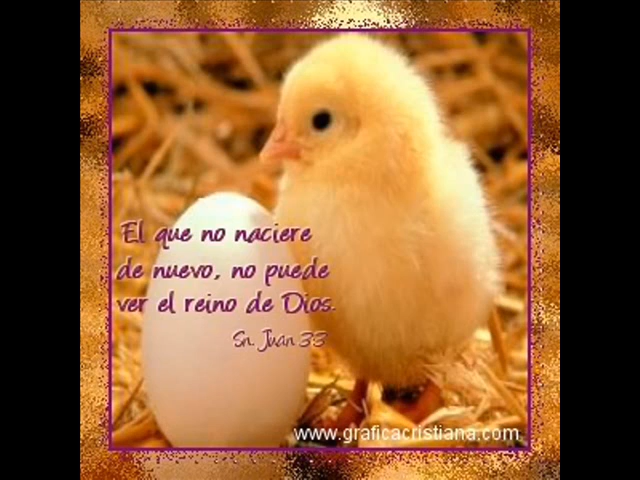 El que no naciere
de nuevo, no puede
ver el reino de Dios.
Sn. Juan 3:3
www.graficacristiana.com